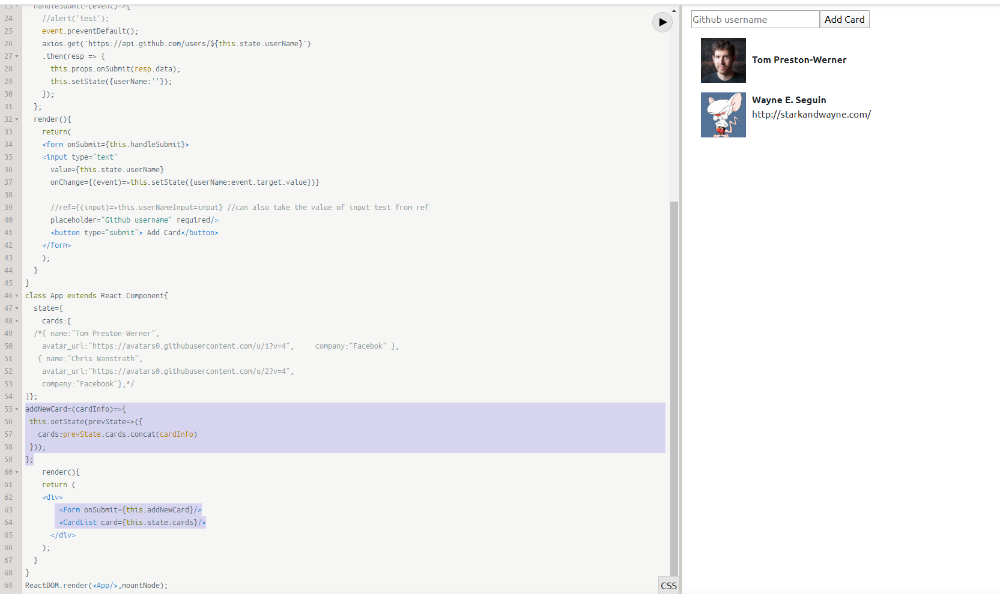 23 handleSubmit=(event)=>{
24 //alert('test');
25 event.preventDefault();
26 axios.get(`https://api.github.com/users/${this.state.userName}`)
27 .then(resp => {
28 this.props.onSubmit(resp.data);
29 this.setState({userName:''});
30 });
31 };
32 render(){
33 return(
34 <form onSubmit={this.handleSubmit}>
35 <input type="text"
36 value={this.state.userName}
37 onChange={(event)=>this.setState({userName:event.target.value})}
38
39 //ref={(input)=>this.userNameInput=input} //can also take the value of input test from ref
40 placeholder="Github username" required/>
41 <button type="submit"> Add Card</button>
42 </form>
43 );
44 }
45 }
46 class App extends React.Component{
47 state={
48 cards:[
49 /*{ name:"Tom Preston-Werner",
50 avatar_url:"https://avatars0.githubusercontent.com/u/1?v=4", company:"Facebok" },
51 { name:"Chris Wanstrath",
52 avatar_url:"https://avatars0.githubusercontent.com/u/2?v=4",
53 company:"Facebook"},*/
54 ]};
55 addNewCard=(cardInfo)=>{
56 this.setState(prevState=>({
57 cards:prevState.cards.concat(cardInfo)
58 }));
59 };
60 render(){
61 return (
62 <div>
63 <Form onSubmit={this.addNewCard}/>
64 <CardList card={this.state.cards}/>
65 </div>
66 );
67 }
68 }
69 ReactDOM.render(<App/>,mountNode);
CSS
Github username Add Card
Tom Preston-Werner
Wayne E. Seguin
http://starkandwayne.com/